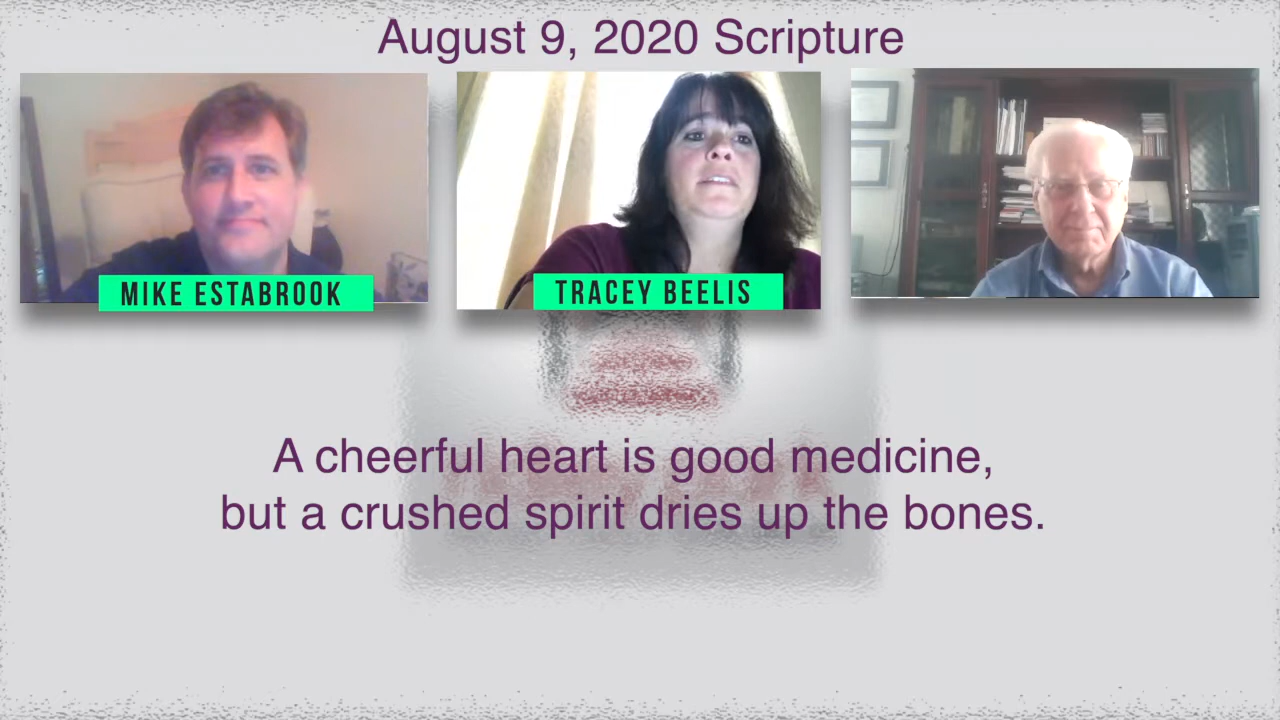 August 9, 2020 Scripture
MIKE ESTABROOK
TRACEY BEELIS
A cheerful heart is good medicine,
but a crushed spirit dries up the bones.